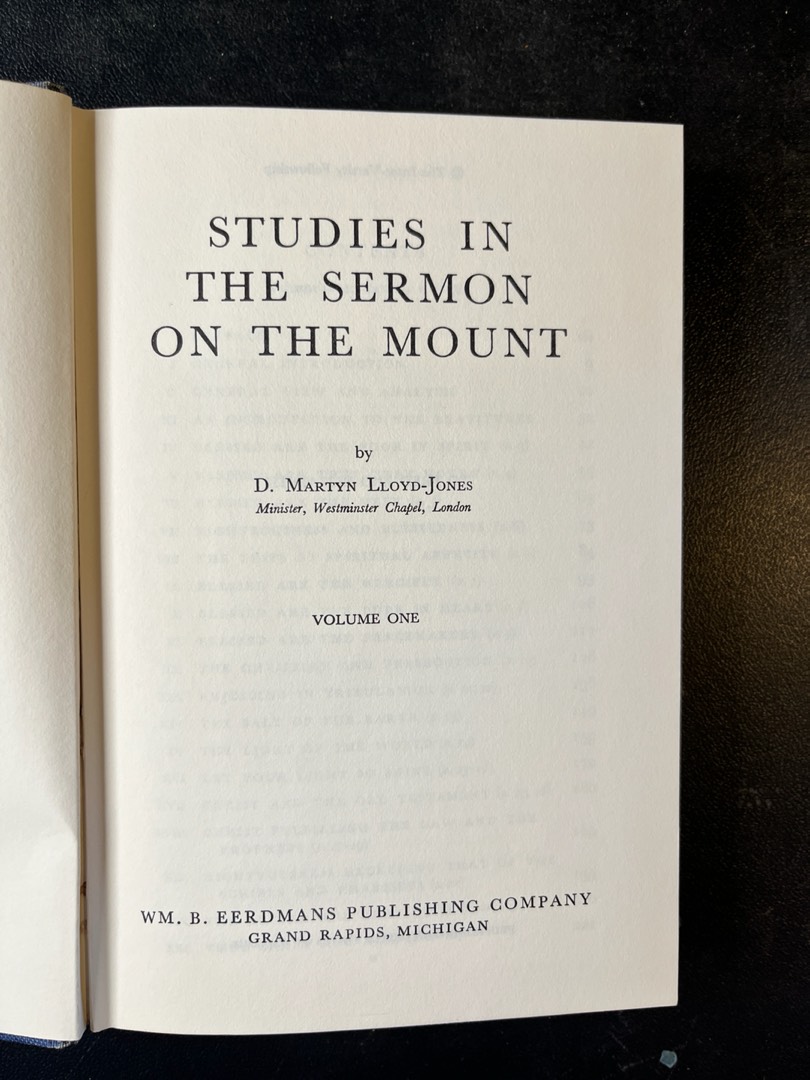 STUDIES IN
THE SERMON
ON THE MOUNT
by
D. MARTYN LLOYD-JONES
Minister, Westminster Chapel, London
VOLUME ONE
WM. B. EERDMANS PUBLISHING COMPANY
GRAND RAPIDS, MICHIGAN